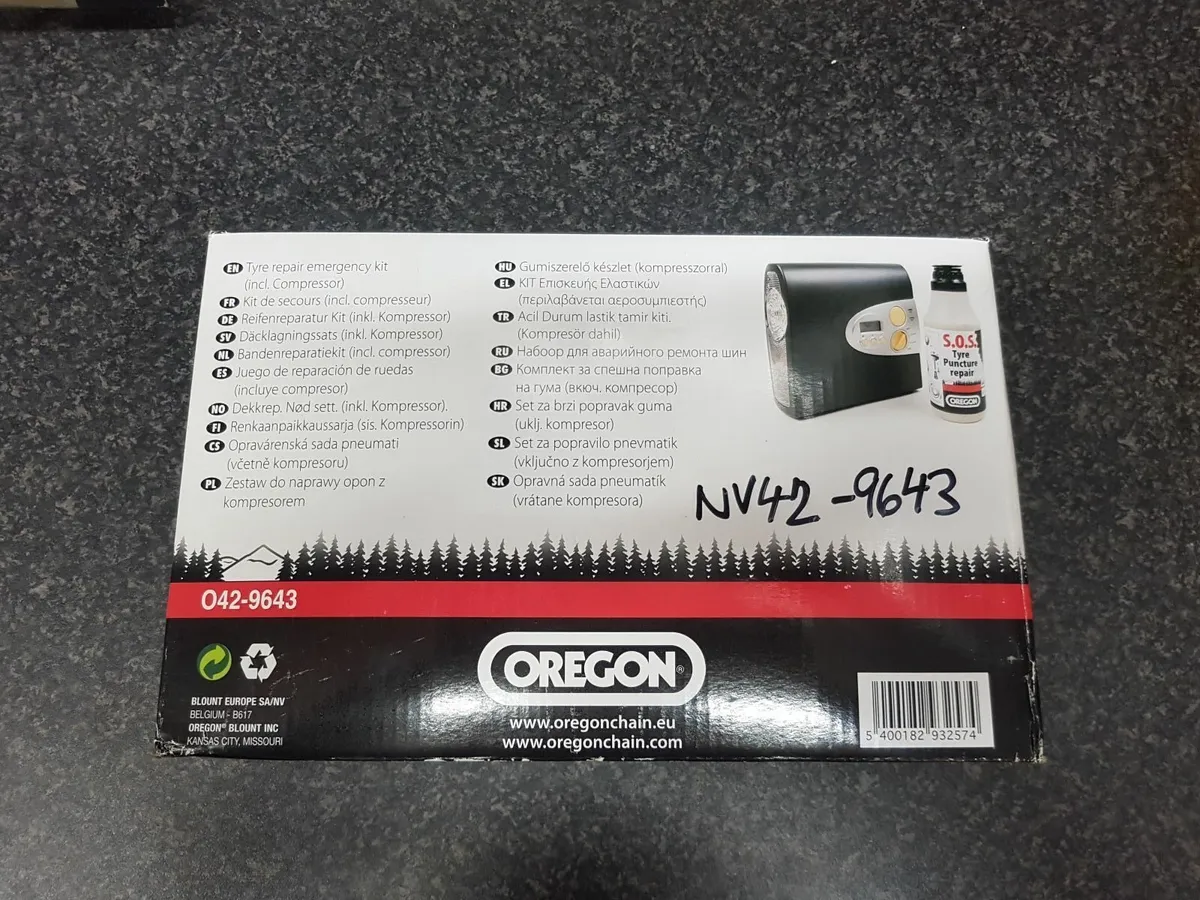 EN Tyre repair emergency kit
(incl. Compressor)
FR Kit de secours (incl. compresseur)
DE Reifenreparatur Kit (inkl. Kompressor)
SV Däcklagningssats (inkl. Kompressor)
NL Bandenreparatiekit (incl. compressor)
ES Juego de reparación de ruedas
(incluye compresor)
NO Dekkrep. Nød sett. (inkl. Kompressor).
FI Renkaanpaikkaussarja (sis. Kompressorin)
CS Opravárenská sada pneumati
(včetně kompresoru)
PL Zestaw do naprawy opon z
kompresorem
HU Gumiszerelő készlet (kompresszorral)
EL ΚΙΤ Επισκευής Ελαστικών
(περιλαβάνεται αεροσυμπιεστής)
TR Acil Durum lastik tamir kiti.
(Kompresör dahil)
RU Набоор для аварийного ремонта шин
BG Комплект за спешна поправка
на гума (вкюч. компресор)
HR Set za brzi popravak guma
(uklj. kompresor)
SL Set za popravilo pnevmatik
(vključno z kompresorjem)
SK Opravná sada pneumatík
(vrátane kompresora)
S.O.S.
Tyre
Puncture
repair
OREGON
NV42-9643
O42-9643
OREGON®
www.oregonchain.eu
www.oregonchain.com
BLOUNT EUROPE SA/NV
BELGIUM - B617
OREGON® BLOUNT INC
KANSAS CITY, MISSOURI
5 400182 932574